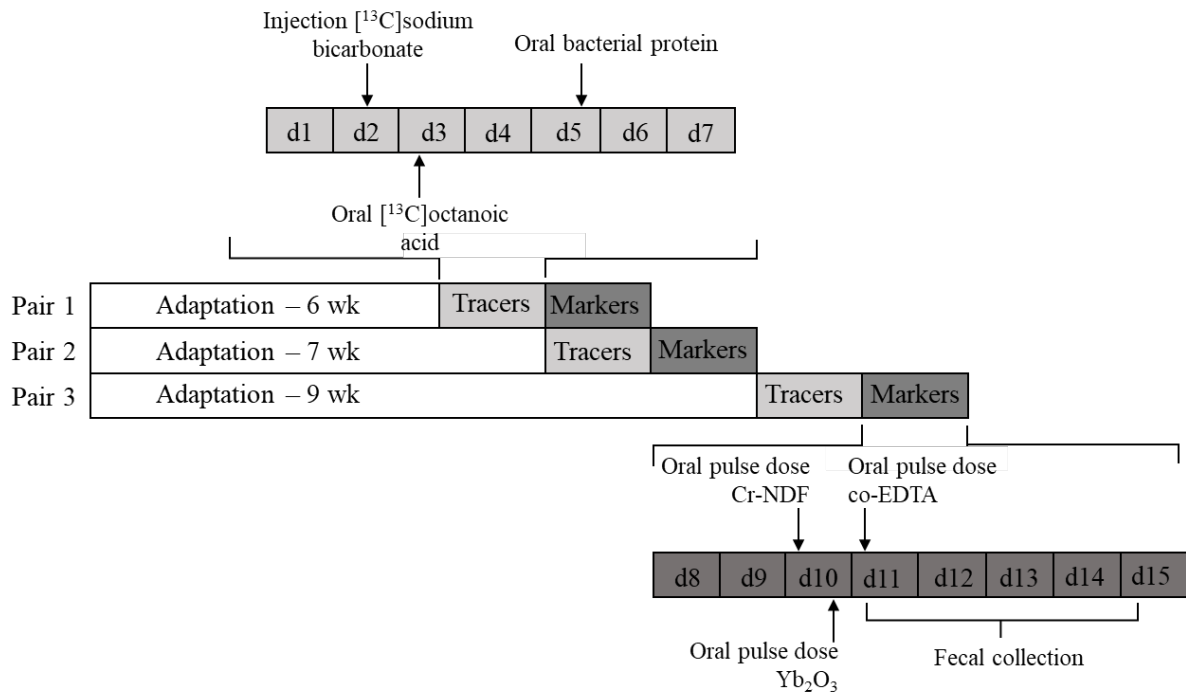 Injection [¹³C]sodium
bicarbonate
Oral bacterial protein
d1 d2 d3 d4 d5 d6 d7
Oral [¹³C]octanoic
acid
Pair 1 Adaptation – 6 wk Tracers Markers
Pair 2 Adaptation – 7 wk Tracers Markers
Pair 3 Adaptation – 9 wk Tracers Markers
Oral pulse dose
Cr-NDF
Oral pulse dose
co-EDTA
d8 d9 d10 d11 d12 d13 d14 d15
Oral pulse dose
Yb₂O₃
Fecal collection